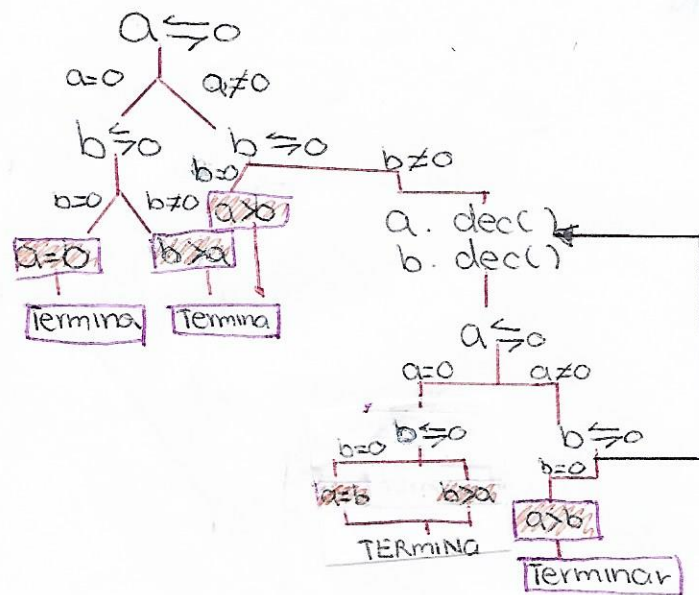 a ⇆ 0
a=0 a≠0
b ⇆ 0 b ⇆ 0
b=0 b≠0 b=0 b≠0
a=0 b>a a>0
Termina Termina
a. dec()
b. dec()
a ⇆ 0
a=0 a≠0
b ⇆ 0 b ⇆ 0
b=0 b=0
a=b b>a a>b
TERMINA Terminar